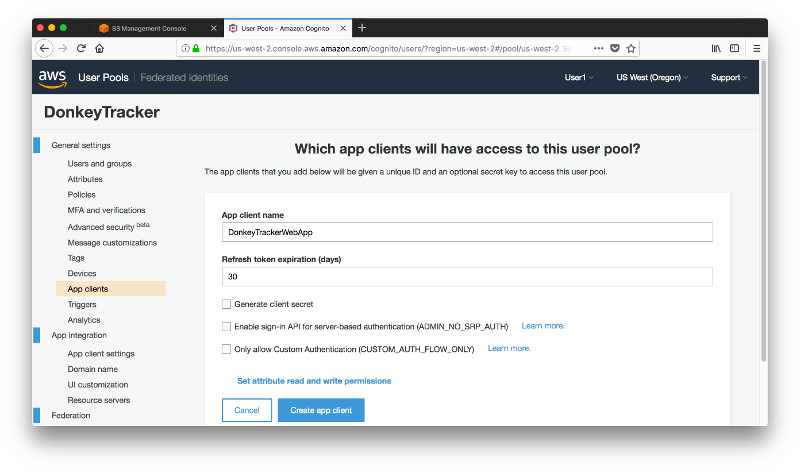 S3 Management Console
User Pools - Amazon Cognito
https://us-west-2.console.aws.amazon.com/cognito/users/?region=us-west-2#/pool/us-west-2_
aws
User Pools
Federated Identities
User1
US West (Oregon)
Support
DonkeyTracker
General settings
Users and groups
Attributes
Policies
MFA and verifications
Advanced security beta
Message customizations
Tags
Devices
App clients
Triggers
Analytics
App integration
App client settings
Domain name
UI customization
Resource servers
Federation
Which app clients will have access to this user pool?
The app clients that you add below will be given a unique ID and an optional secret key to access this user pool.
App client name
DonkeyTrackerWebApp
Refresh token expiration (days)
30
Generate client secret
Enable sign-in API for server-based authentication (ADMIN_NO_SRP_AUTH) Learn more.
Only allow Custom Authentication (CUSTOM_AUTH_FLOW_ONLY) Learn more.
Set attribute read and write permissions
Cancel
Create app client